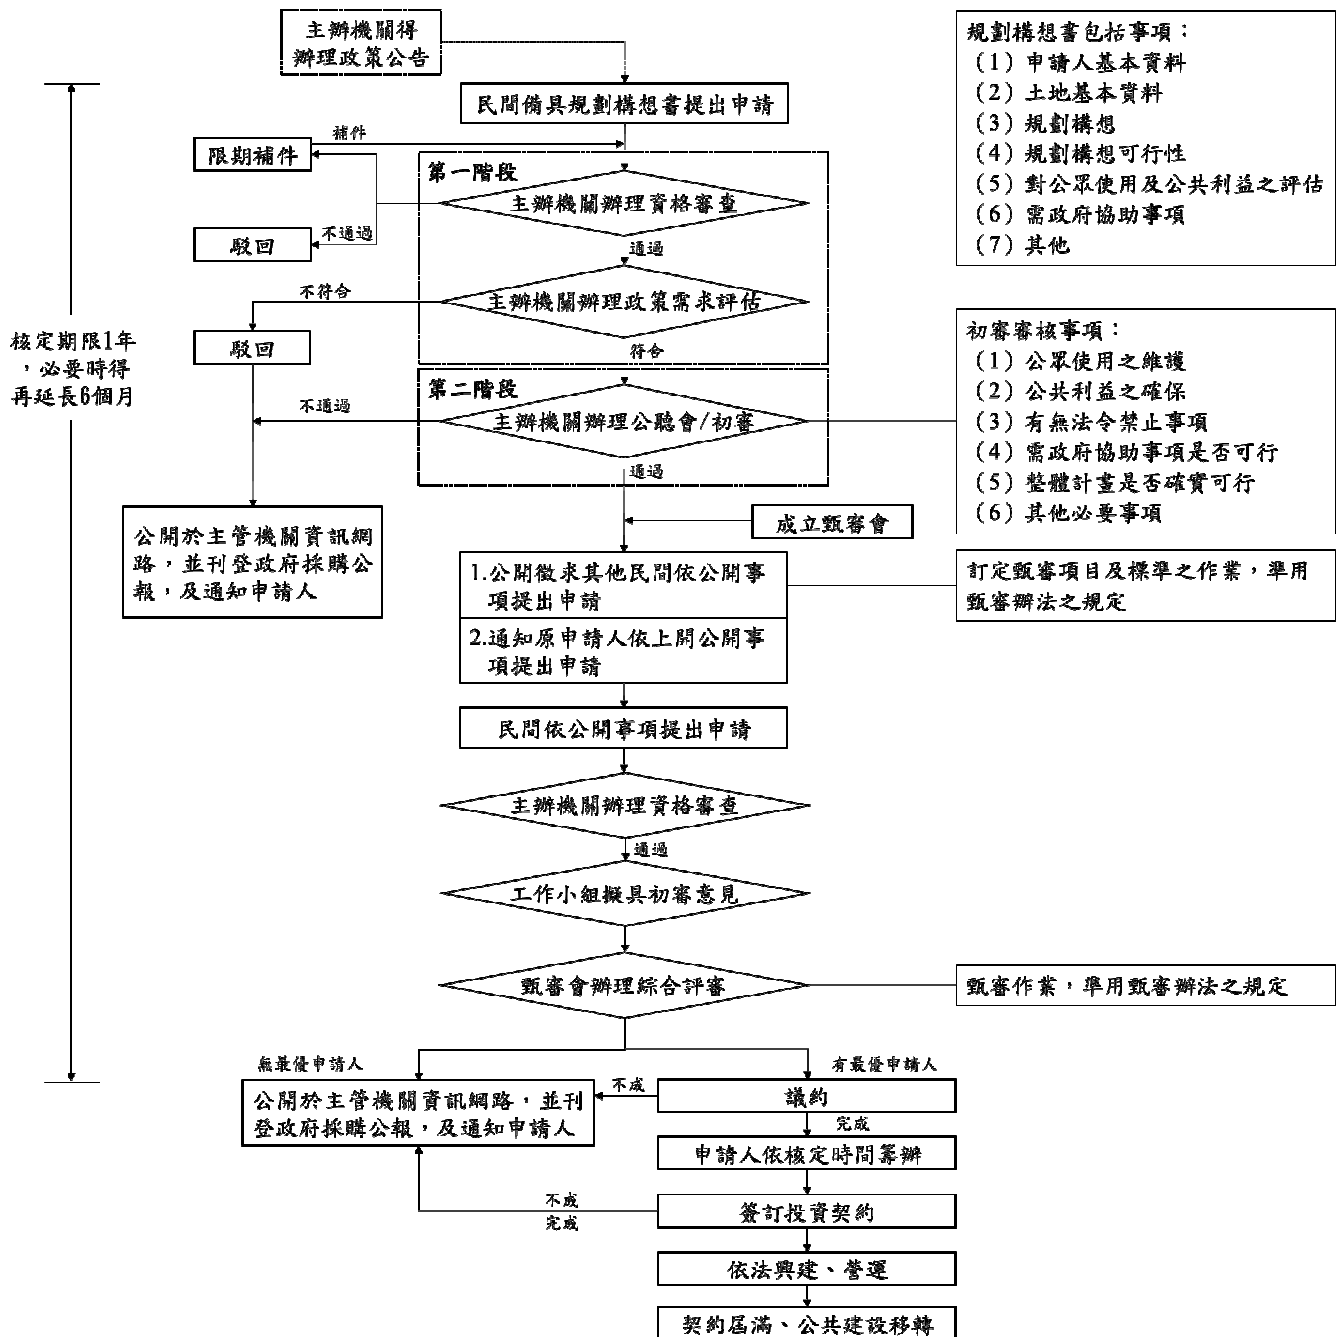 主辦機關得
辦理政策公告
民間備具規劃構想書提出申請
補件
限期補件
第一階段
主辦機關辦理資格審查
不通過
駁回
通過
主辦機關辦理政策需求評估
不符合
駁回
符合
核定期限1年
，必要時得
再延長6個月
第二階段
不通過
主辦機關辦理公聽會/初審
通過
成立甄審會
公開於主管機關資訊網
路，並刊登政府採購公
報，及通知申請人
1.公開徵求其他民間依公開事
項提出申請
2.通知原申請人依上開公開事
項提出申請
民間依公開事項提出申請
主辦機關辦理資格審查
通過
工作小組擬具初審意見
甄審會辦理綜合評審
無最優申請人
有最優申請人
公開於主管機關資訊網路，並刊
登政府採購公報，及通知申請人
不成
議約
完成
申請人依核定時間籌辦
不成
完成
簽訂投資契約
依法興建、營運
契約屆滿、公共建設移轉
規劃構想書包括事項：
(1) 申請人基本資料
(2) 土地基本資料
(3) 規劃構想
(4) 規劃構想可行性
(5) 對公眾使用及公共利益之評估
(6) 需政府協助事項
(7) 其他
初審審核事項：
(1) 公眾使用之維護
(2) 公共利益之確保
(3) 有無法令禁止事項
(4) 需政府協助事項是否可行
(5) 整體計畫是否確實可行
(6) 其他必要事項
訂定甄審項目及標準之作業，準用
甄審辦法之規定
甄審作業，準用甄審辦法之規定